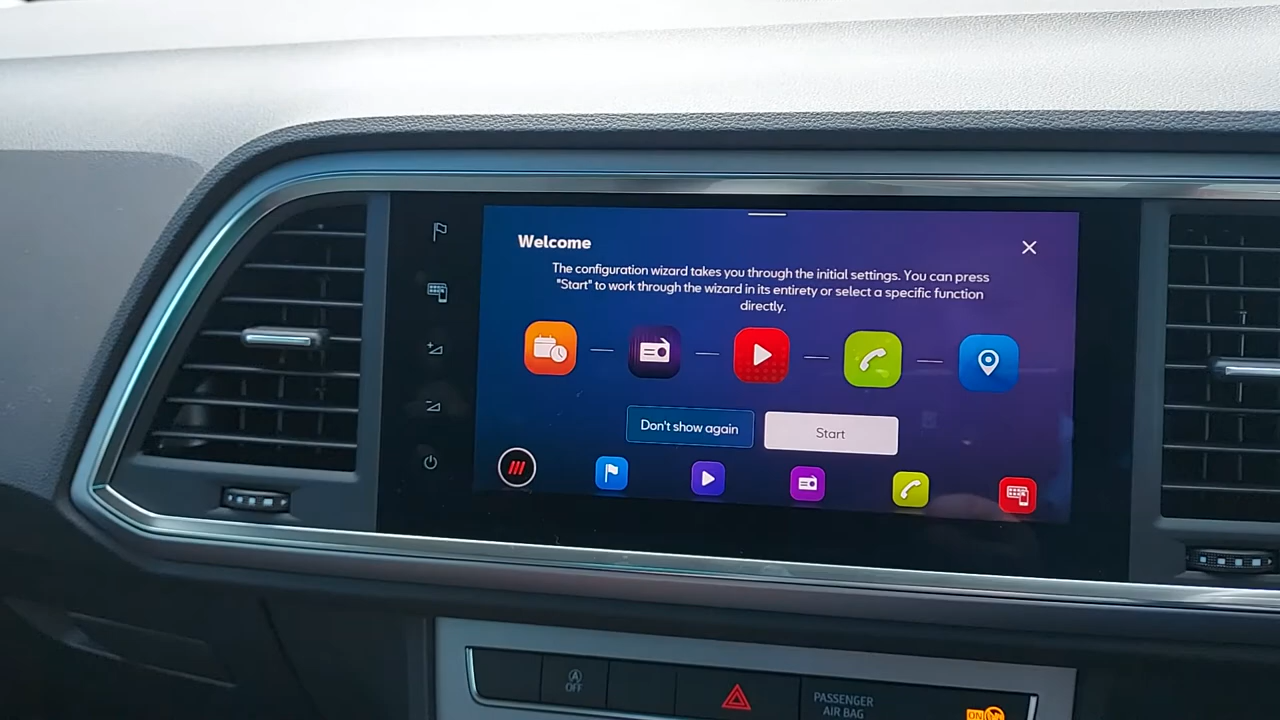 Welcome
The configuration wizard takes you through the initial settings. You can press
"Start" to work through the wizard in its entirety or select a specific function
directly.
Don't show again
Start
A
OFF
PASSENGER
AIR BAG
ON